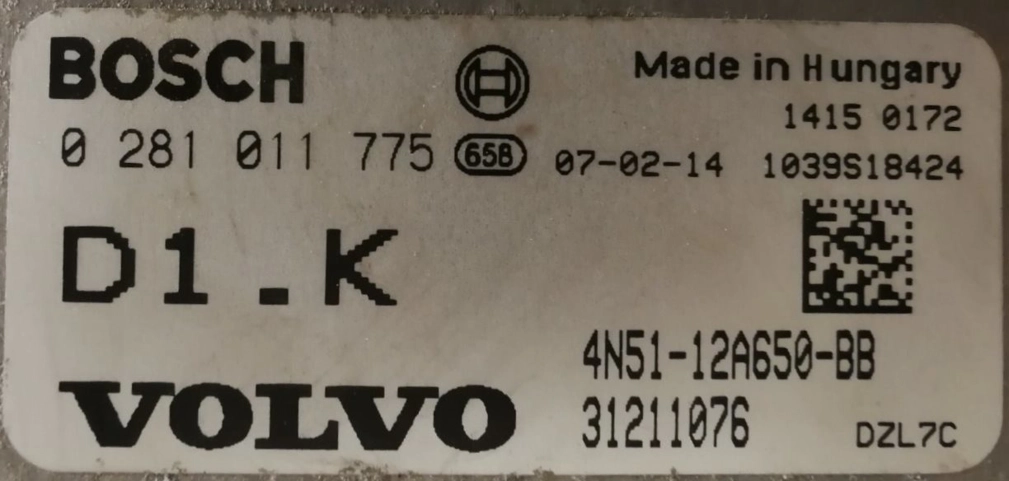 BOSCH Made in Hungary
1415 0172
0 281 011 775 65B 07-02-14 1039S18424
D1.K
4N51-12A650-BB
VOLVO 31211076 DZL7C